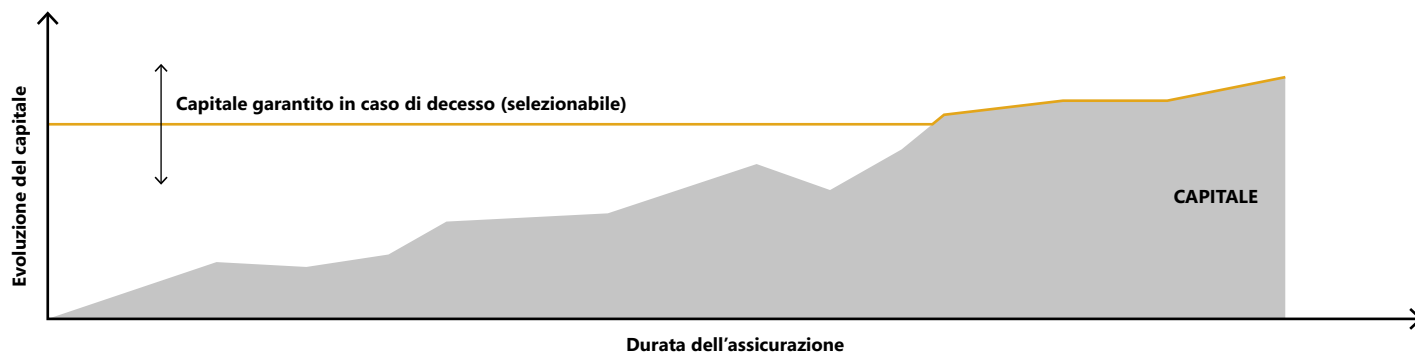 Evoluzione del capitale
Capitale garantito in caso di decesso (selezionabile)
CAPITALE
Durata dell’assicurazione